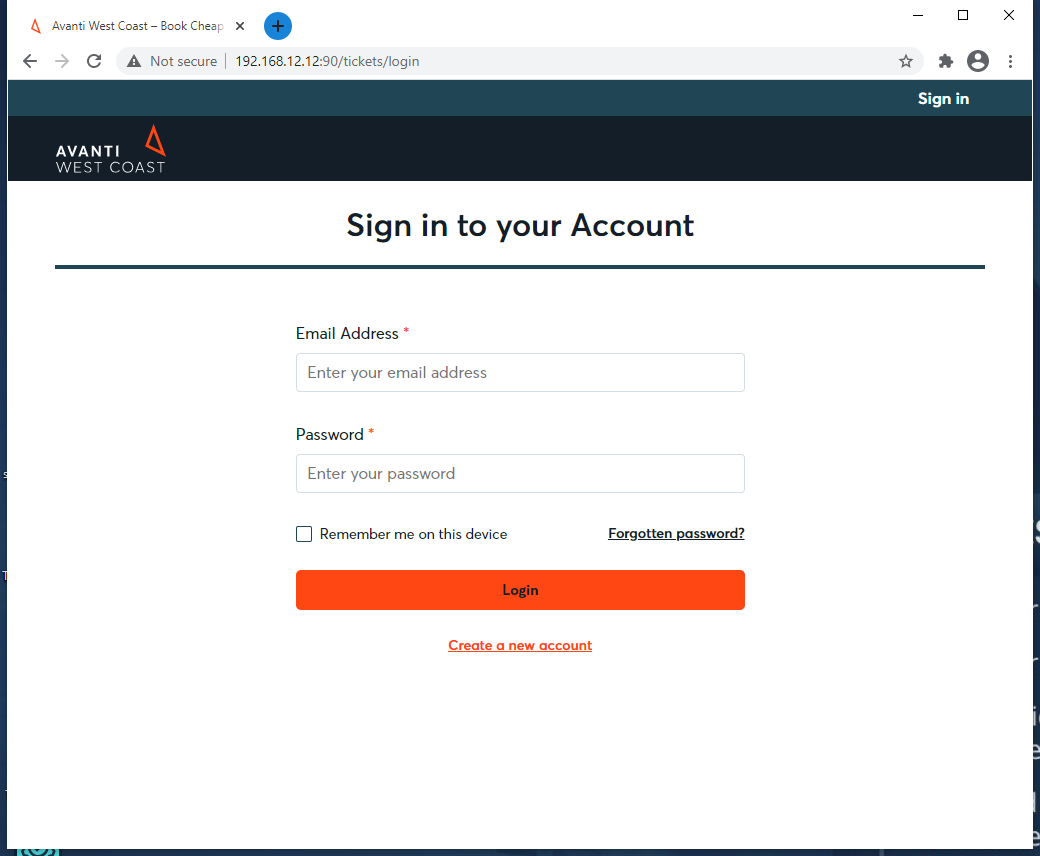 Avanti West Coast – Book Cheap
Not secure
192.168.12.12:90/tickets/login
Sign in
AVANTI
WEST COAST
Sign in to your Account
Email Address *
Enter your email address
Password *
Enter your password
Remember me on this device
Forgotten password?
Login
Create a new account